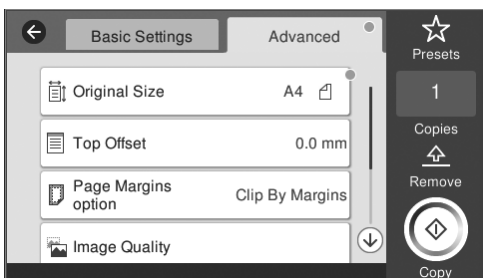 Basic Settings
Advanced
Presets
Original Size
A4
1
Copies
Top Offset
0.0 mm
Remove
Page Margins
option
Clip By Margins
Image Quality
Copy